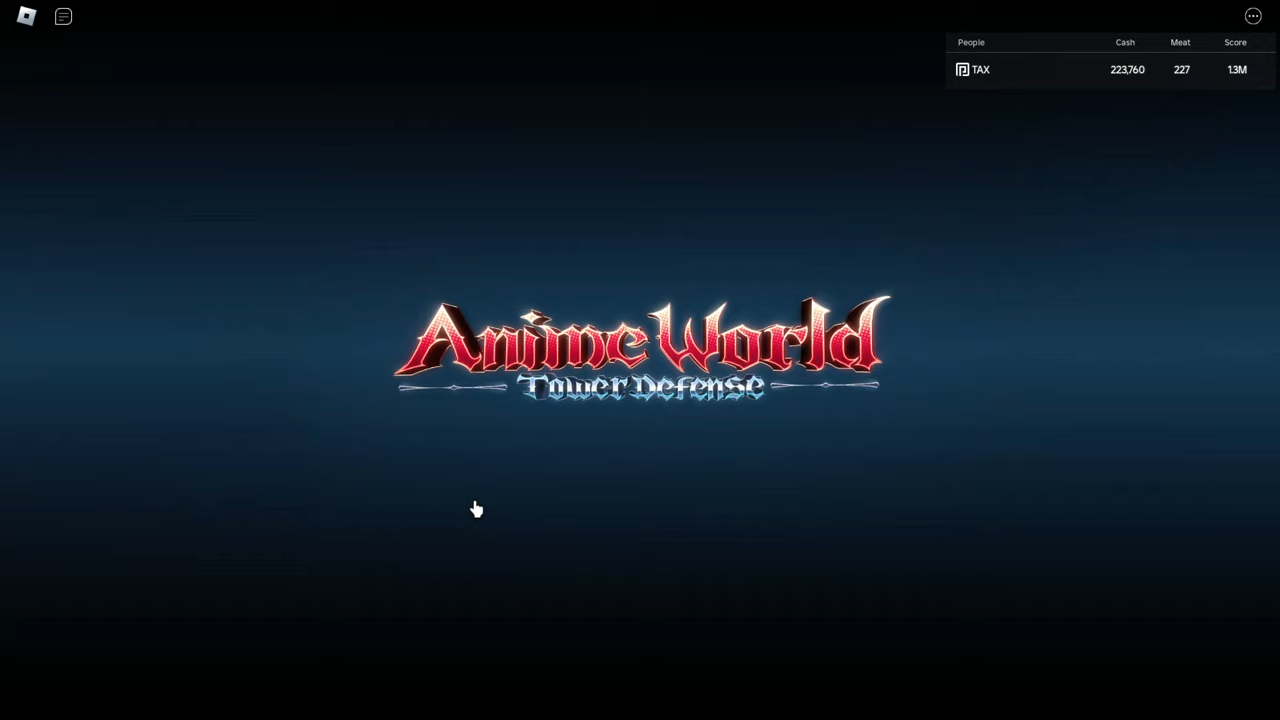 People Cash Meat Score
TAX 223,760 227 1.3M
Anime World
Tower Defense